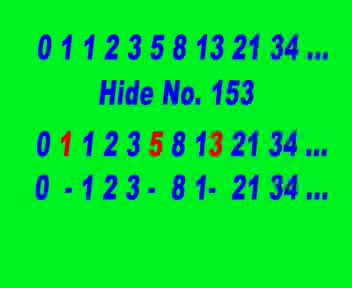 0 1 1 2 3 5 8 13 21 34 ...
Hide No. 153
0 1 1 2 3 5 8 13 21 34 ...
0 - 1 2 3 - 8 1- 21 34 ...